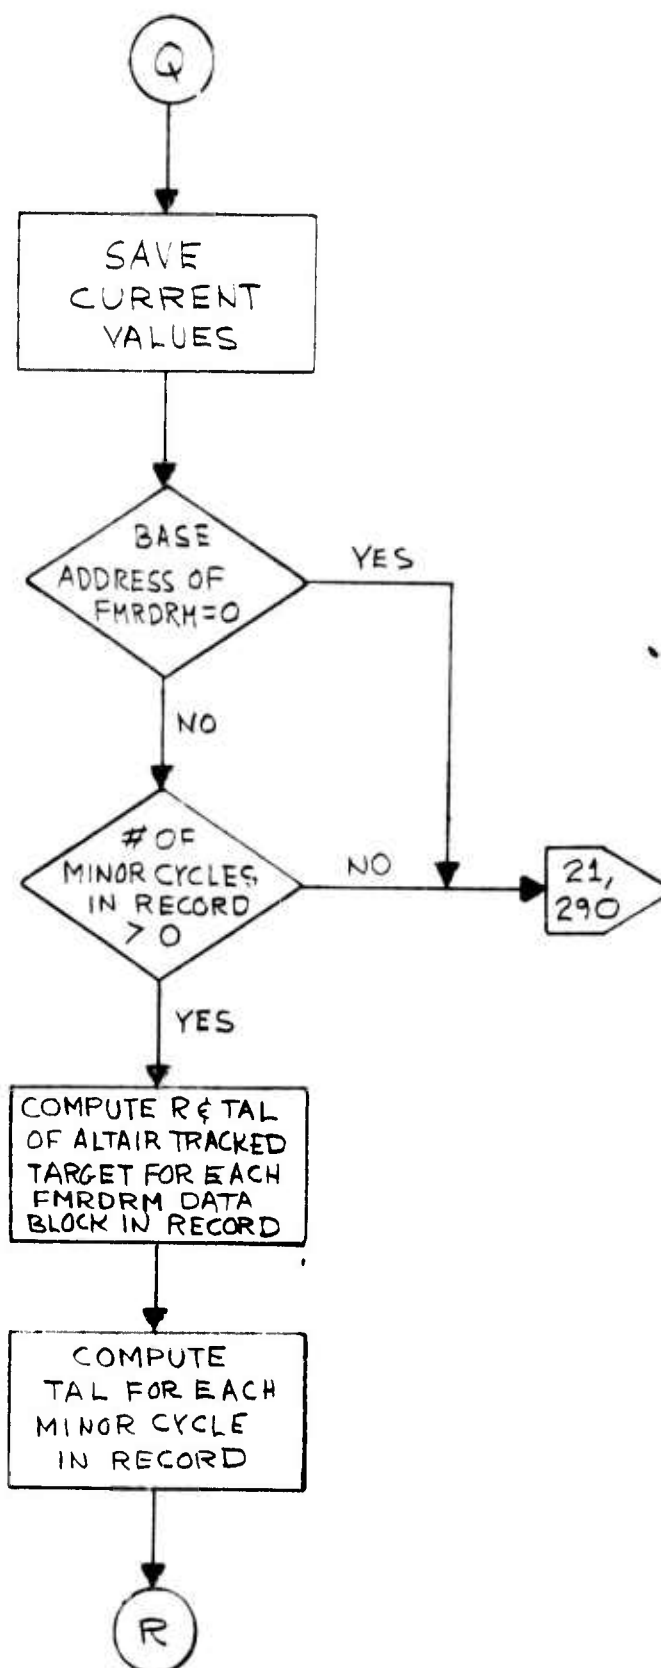 Q
SAVE
CURRENT
VALUES
BASE
ADDRESS OF
FMRDRM=0
YES
NO
# OF
MINOR CYCLES
IN RECORD
> 0
NO
21,
290
YES
COMPUTE R & TAL
OF ALTAIR TRACKED
TARGET FOR EACH
FMRDRM DATA
BLOCK IN RECORD
COMPUTE
TAL FOR EACH
MINOR CYCLE
IN RECORD
R